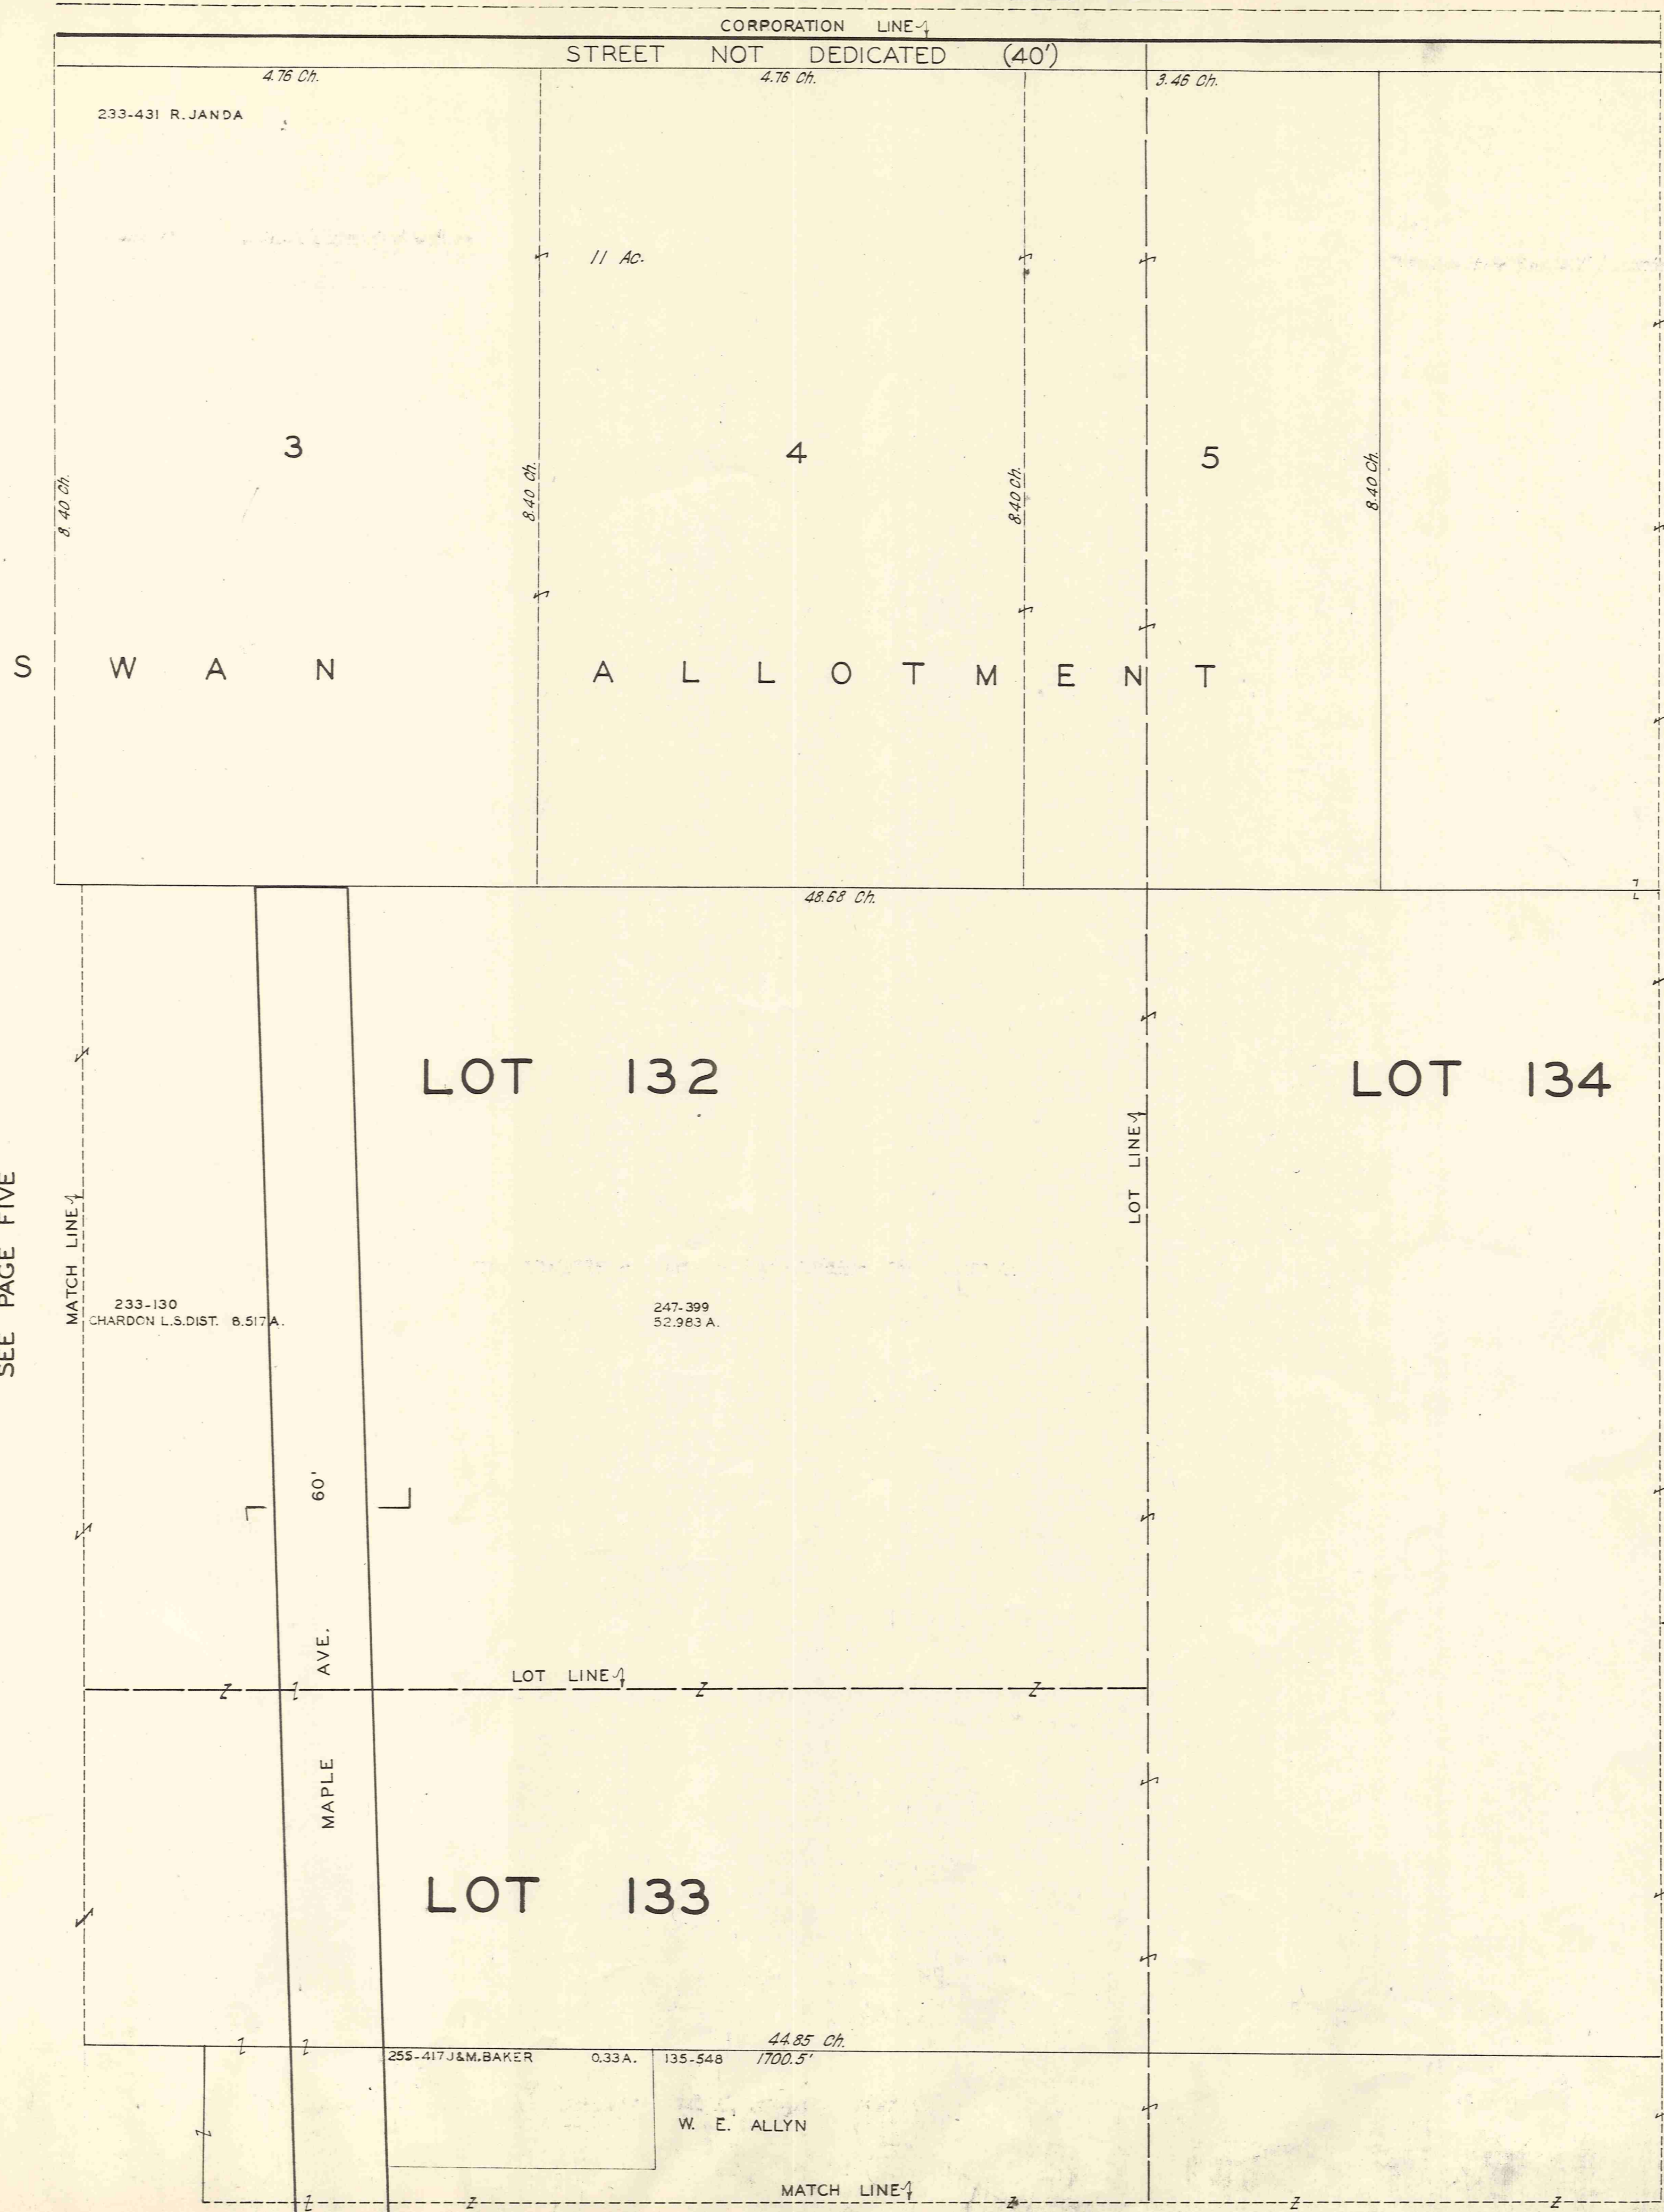 CORPORATION LINE
STREET NOT DEDICATED (40')
4.76 Ch. 4.76 Ch. 3.46 Ch.
233-431 R. JANDA
11 Ac.
3 4 5
8.40 Ch. 8.40 Ch. 8.40 Ch. 8.40 Ch.
SWAN ALLOTMENT
48.68 Ch.
LOT 132 LOT 134
LOT LINE
SEE PAGE FIVE
MATCH LINE
233-130
CHARDON L.S. DIST. 8.517 A.
247-399
52.983 A.
60'
MAPLE AVE.
LOT LINE
LOT 133
44.85 Ch.
255-417 J & M. BAKER 0.33 A. 135-548 1700.5'
W. E. ALLYN
MATCH LINE